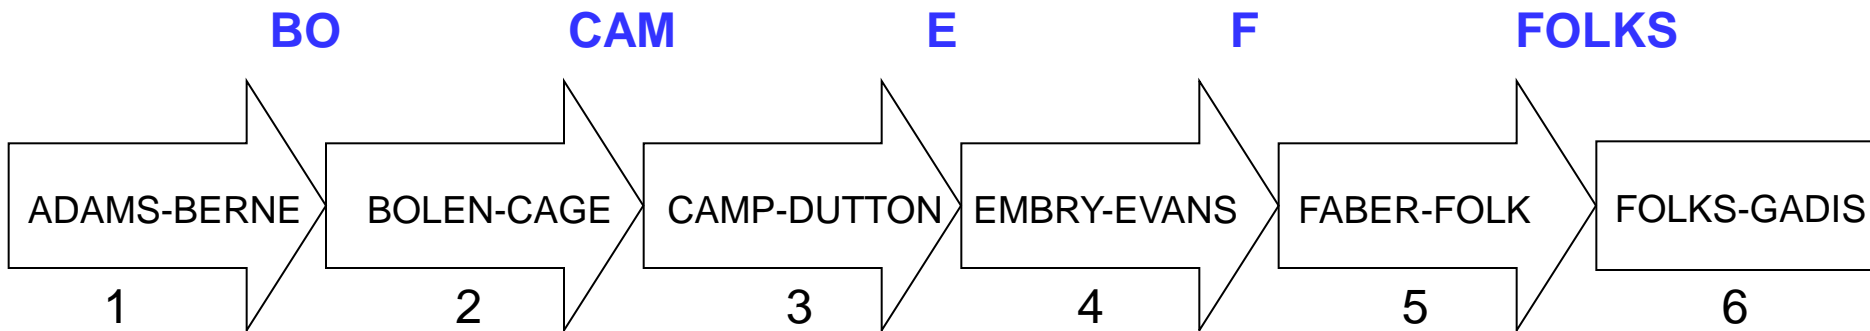 BO CAM E F FOLKS
ADAMS-BERNE BOLEN-CAGE CAMP-DUTTON EMBRY-EVANS FABER-FOLK FOLKS-GADIS
1 2 3 4 5 6